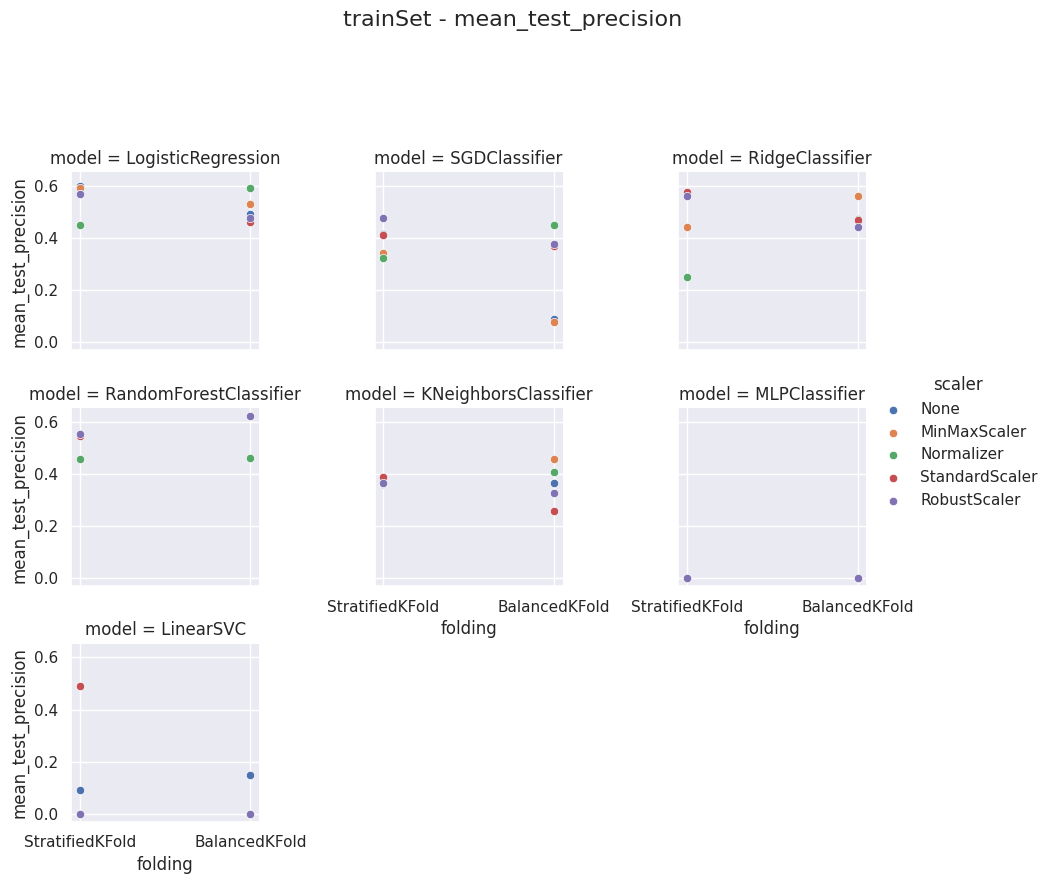 trainSet - mean_test_precision
model = LogisticRegression
model = SGDClassifier
model = RidgeClassifier
mean_test_precision
0.6
0.4
0.2
0.0
model = RandomForestClassifier
model = KNeighborsClassifier
model = MLPClassifier
mean_test_precision
0.6
0.4
0.2
0.0
StratifiedKFold
BalancedKFold
folding
StratifiedKFold
BalancedKFold
folding
scaler
None
MinMaxScaler
Normalizer
StandardScaler
RobustScaler
model = LinearSVC
mean_test_precision
0.6
0.4
0.2
0.0
StratifiedKFold
BalancedKFold
folding